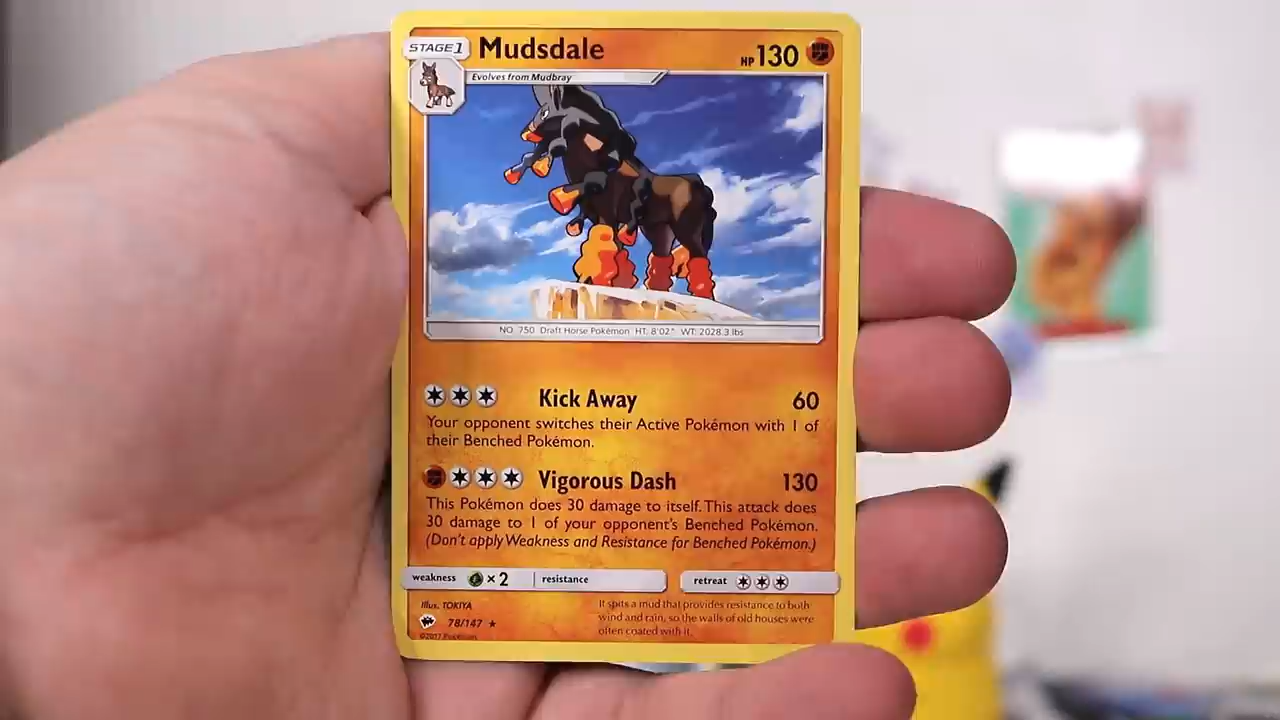 STAGE 1
Mudsdale
HP 130
Evolves from Mudbray
NO. 750 Draft Horse Pokémon HT: 8'02" WT: 2028.3 lbs
Kick Away 60
Your opponent switches their Active Pokémon with 1 of
their Benched Pokémon.
Vigorous Dash 130
This Pokémon does 30 damage to itself. This attack does
30 damage to 1 of your opponent's Benched Pokémon.
(Don't apply Weakness and Resistance for Benched Pokémon.)
weakness ×2 resistance retreat
Illus. TOKIYA
78/147 ★
©2017 Pokémon
It spits a mud that provides resistance to both
wind and rain, so the walls of old houses were
often coated with it.